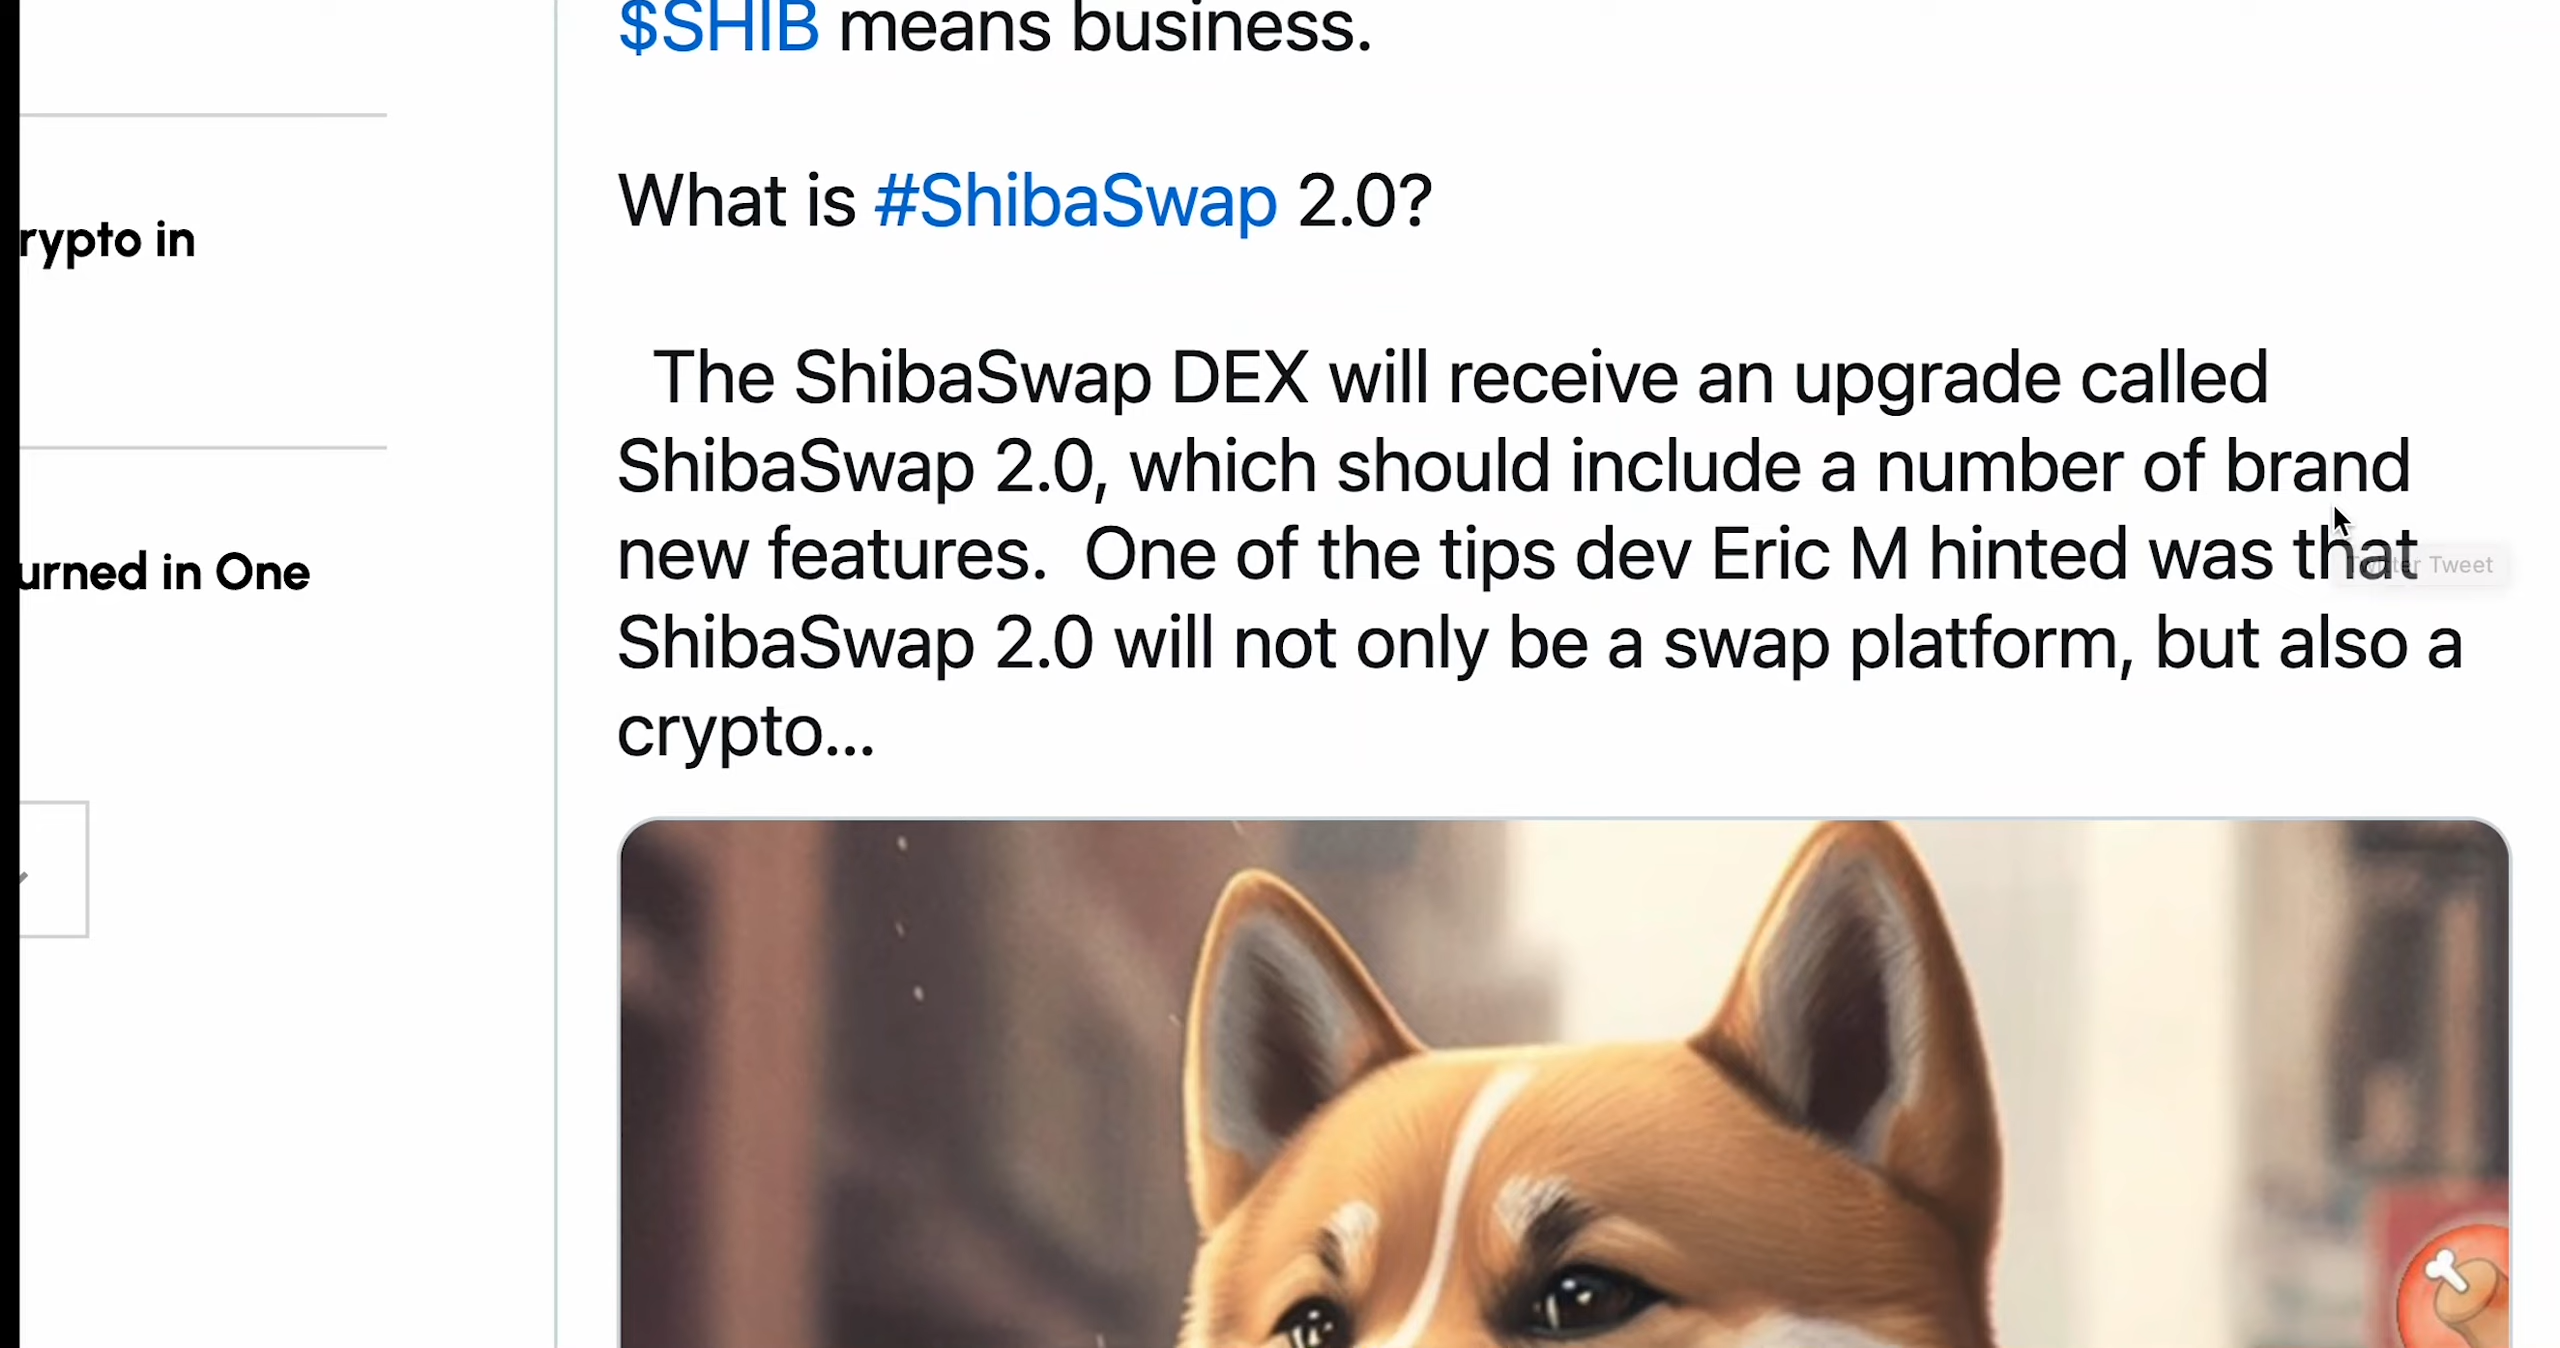 $SHIB means business.
rypto in
What is #ShibaSwap 2.0?
The ShibaSwap DEX will receive an upgrade called
ShibaSwap 2.0, which should include a number of brand
new features.  One of the tips dev Eric M hinted was that
urned in One
Twitter Tweet
ShibaSwap 2.0 will not only be a swap platform, but also a
crypto...